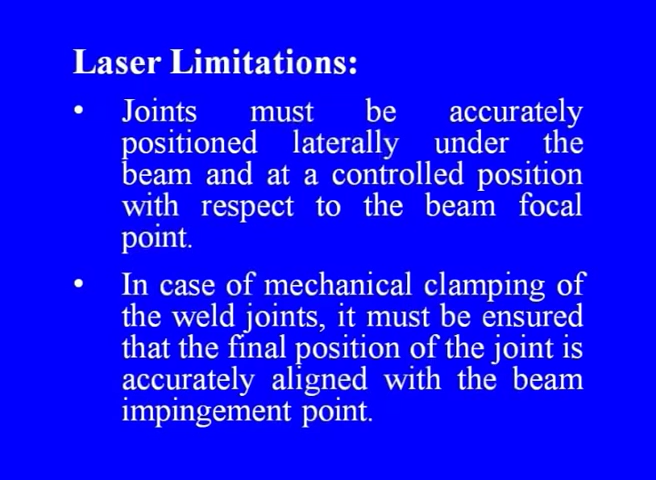 Laser Limitations:
• Joints must be accurately
positioned laterally under the
beam and at a controlled position
with respect to the beam focal
point.
• In case of mechanical clamping of
the weld joints, it must be ensured
that the final position of the joint is
accurately aligned with the beam
impingement point.